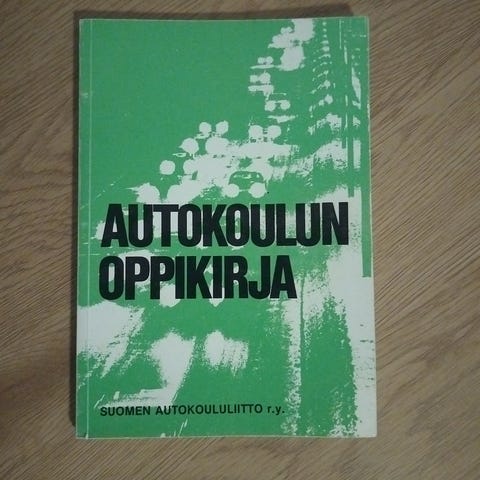 AUTOKOULUN
OPPIKIRJA
SUOMEN AUTOKOULULIITTO r.y.